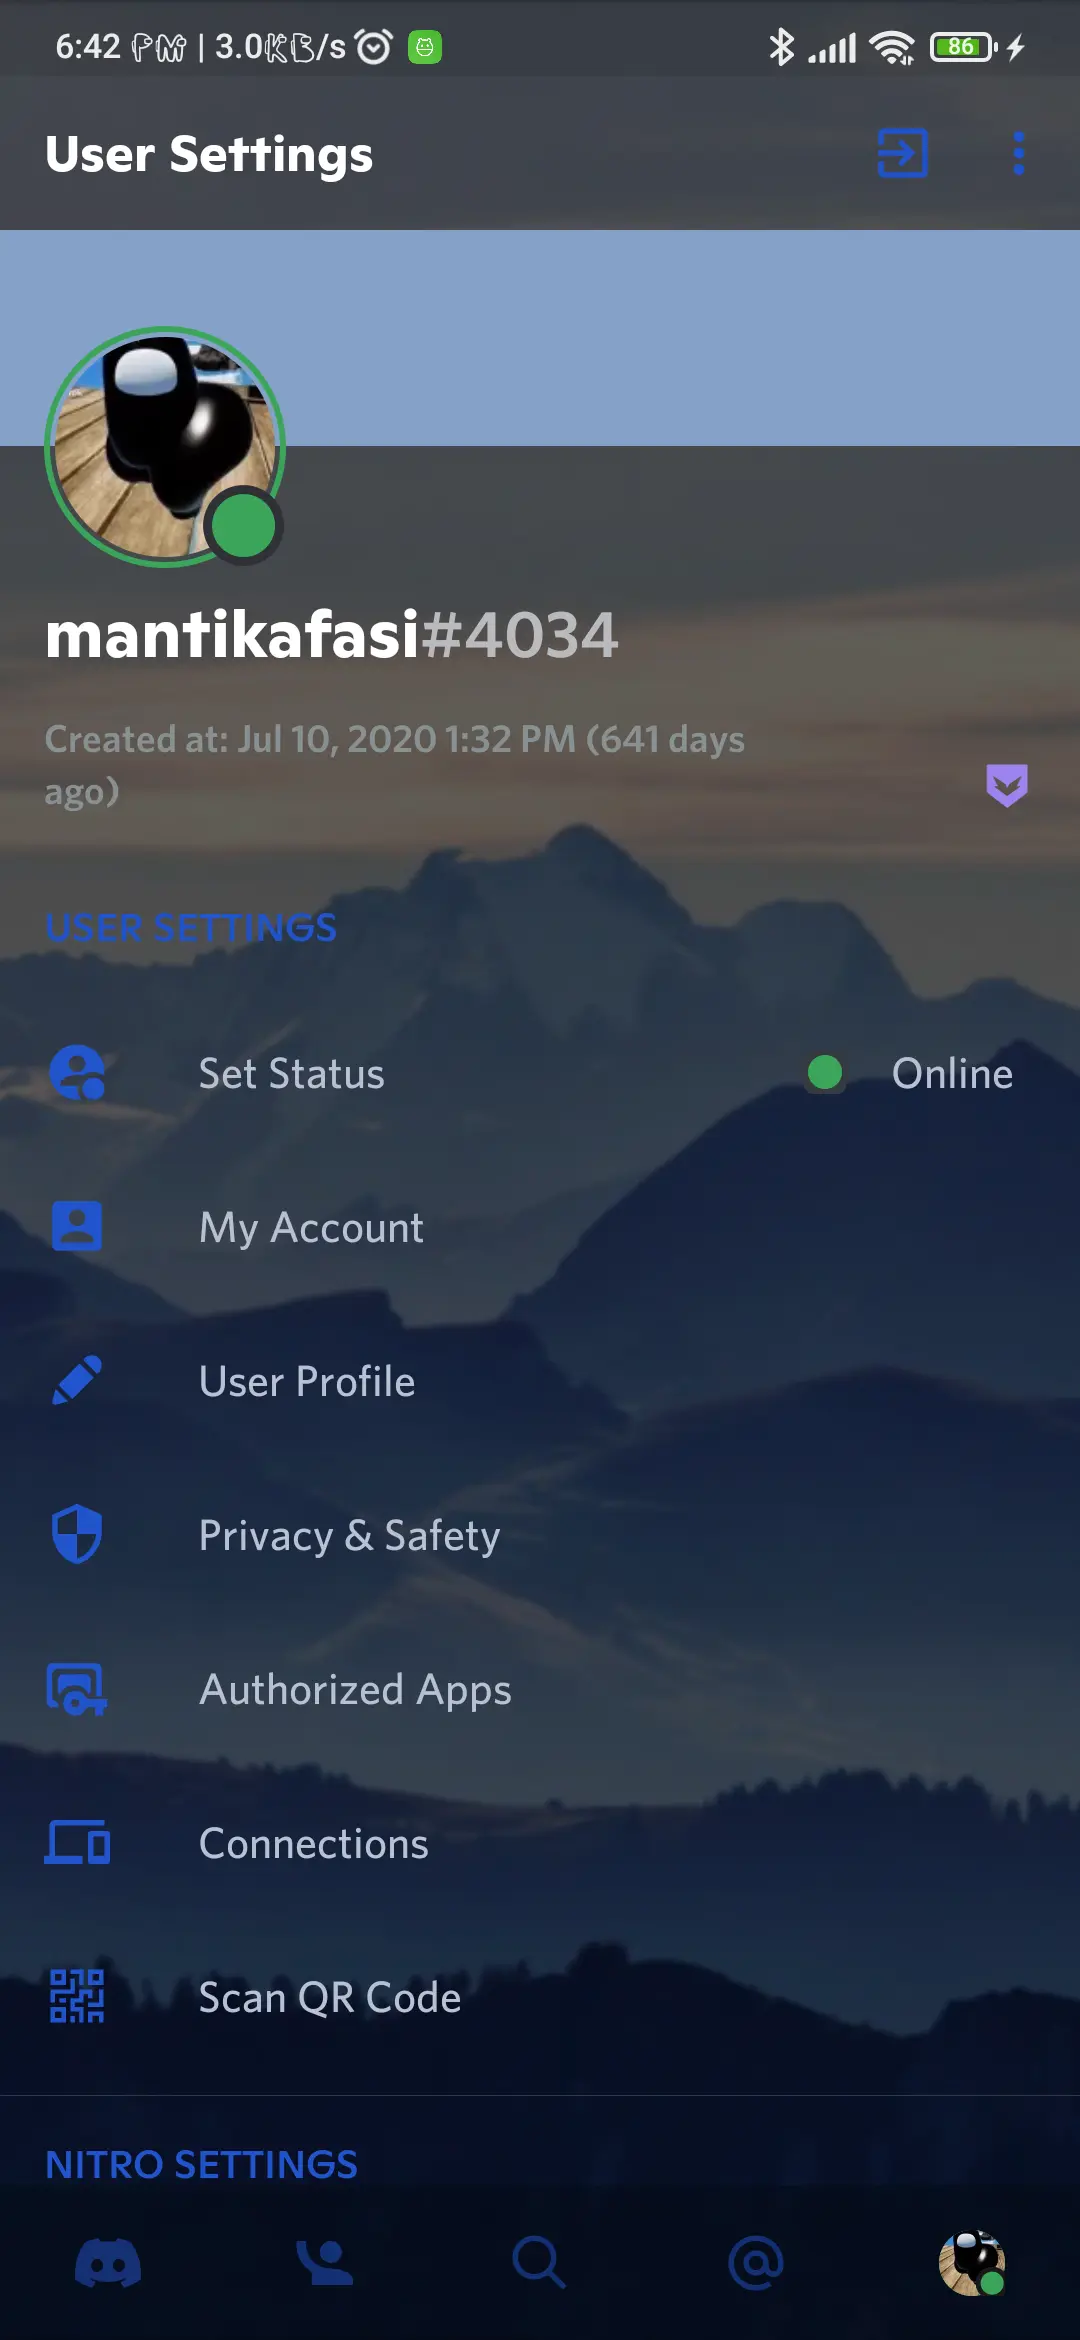 6:42 PM | 3.0KB/s
86
User Settings
mantikafasi#4034
Created at: Jul 10, 2020 1:32 PM (641 days
ago)
USER SETTINGS
Set Status
Online
My Account
User Profile
Privacy & Safety
Authorized Apps
Connections
Scan QR Code
NITRO SETTINGS